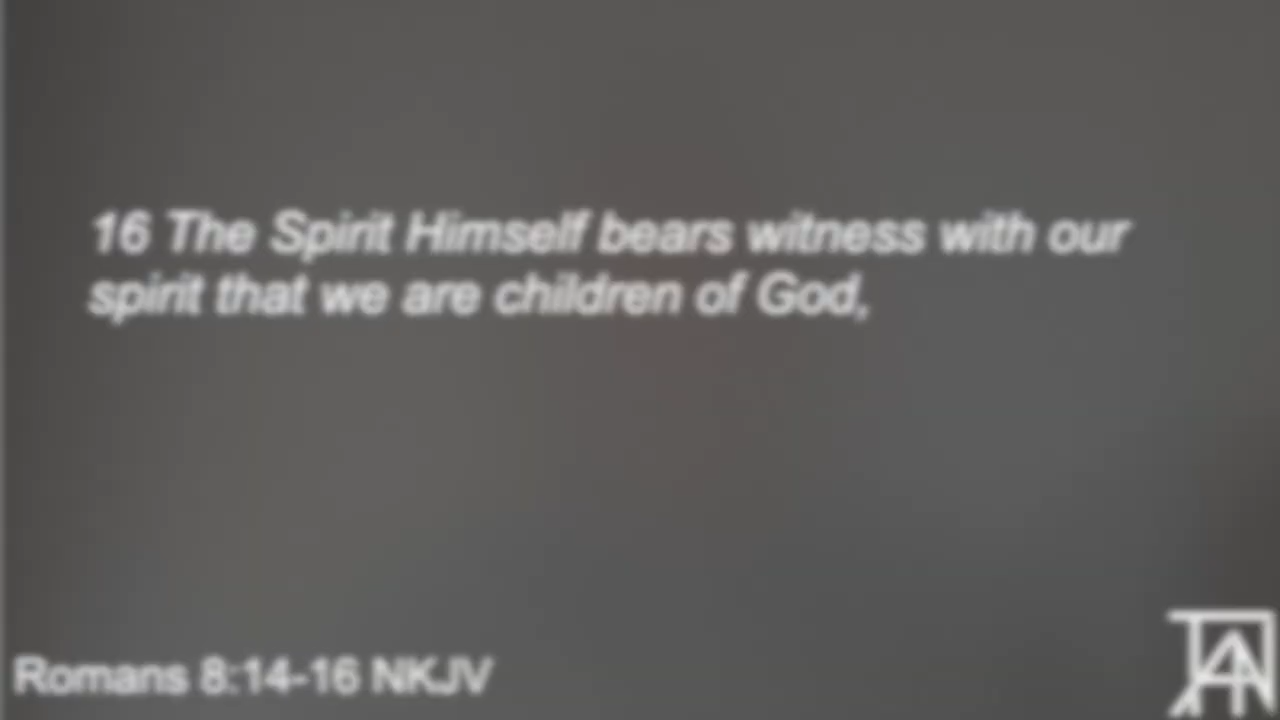 16 The Spirit Himself bears witness with our
spirit that we are children of God,
Romans 8:14-16 NKJV